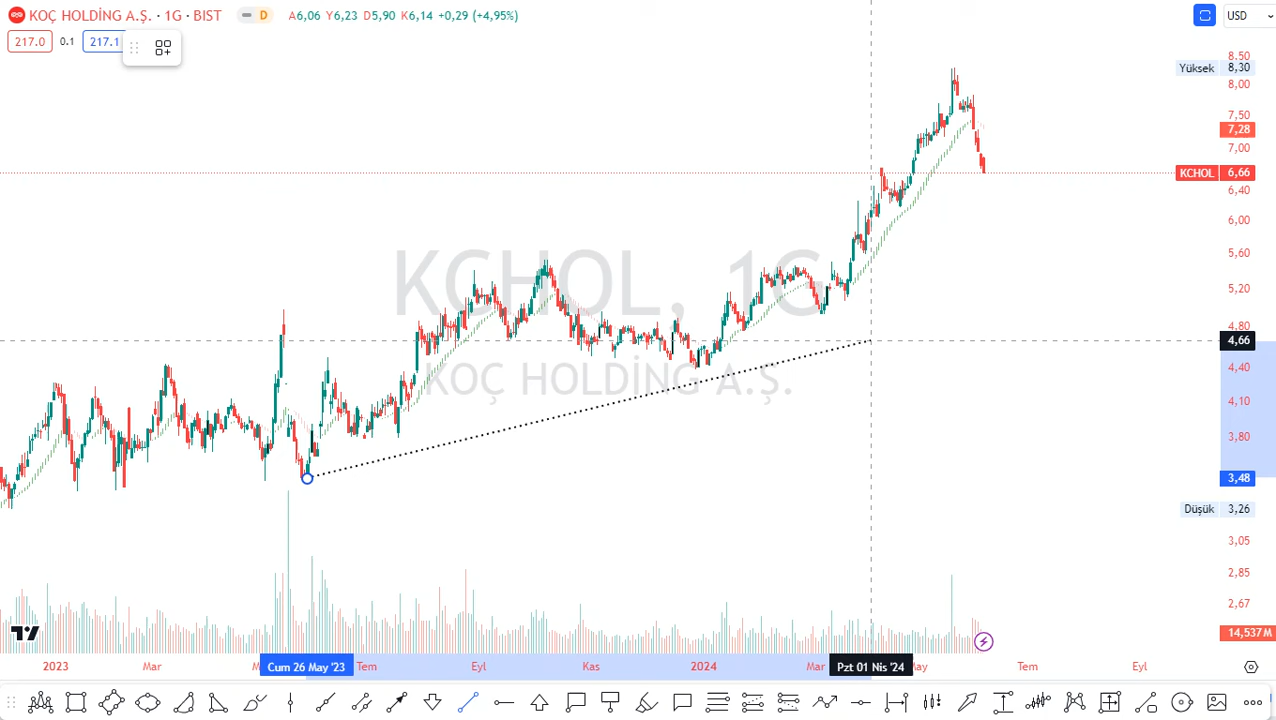 KOÇ HOLDİNG A.Ş. · 1G · BIST D A6,06 Y6,23 D5,90 K6,14 +0,29 (+4,95%) USD
217.0 0.1 217.1
8.50
Yüksek 8,30
8,00
7,50
7,28
7,00
KCHOL 6,66
6,40
6,00
5,60
KCHOL, 1G
5,20
4,80
4,66
4,40
KOÇ HOLDİNG A.Ş.
4,10
3,80
3,48
Düşük 3,26
3,05
2,85
2,67
14,537M
2023 Mar Cum 26 May '23 Tem Eyl Kas 2024 Mar Pzt 01 Nis '24 May Tem Eyl